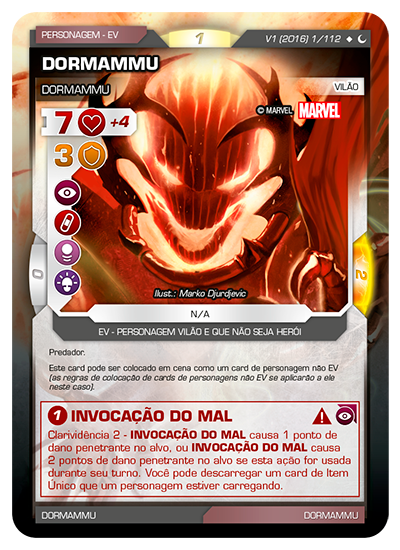 PERSONAGEM - EV
1
V1 (2016) 1/112
DORMAMMU
DORMAMMU
VILÃO
7 +4
© MARVEL MARVEL
3
0
2
Ilust.: Marko Djurdjevic
N/A
EV - PERSONAGEM VILÃO E QUE NÃO SEJA HERÓI
Predador.
Este card pode ser colocado em cena como um card de personagem não EV
(as regras de colocação de cards de personagens não EV se aplicarão a ele
neste caso).
1 INVOCAÇÃO DO MAL
Clarividência 2 - INVOCAÇÃO DO MAL causa 1 ponto de
dano penetrante no alvo, ou INVOCAÇÃO DO MAL causa
2 pontos de dano penetrante no alvo se esta ação for usada
durante seu turno. Você pode descarregar um card de Item
Único que um personagem estiver carregando.
DORMAMMU
DORMAMMU